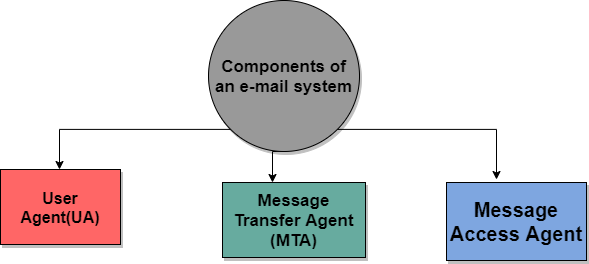 Components of
an e-mail system
User
Agent(UA)
Message
Transfer Agent
(MTA)
Message
Access Agent